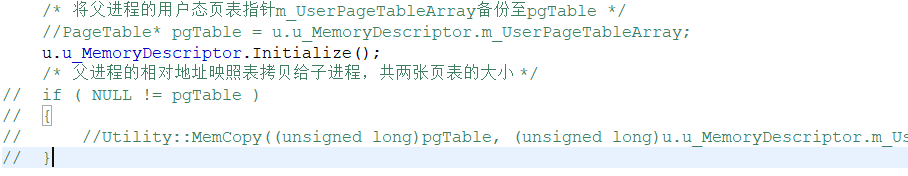 /* 将父进程的用户态页表指针m_UserPageTableArray备份至pgTable */
//PageTable* pgTable = u.u_MemoryDescriptor.m_UserPageTableArray;
u.u_MemoryDescriptor.Initialize();
/* 父进程的相对地址映照表拷贝给子进程，共两张页表的大小 */
// if ( NULL != pgTable )
// {
// //Utility::MemCopy((unsigned long)pgTable, (unsigned long)u.u_MemoryDescriptor.m_Us
// }